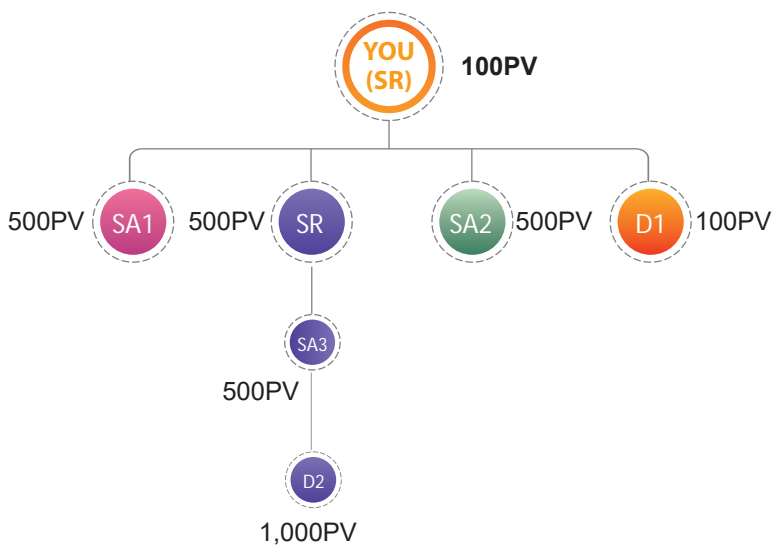 YOU
(SR)
100PV
500PV
SA1
500PV
SR
SA2
500PV
D1
100PV
SA3
500PV
D2
1,000PV